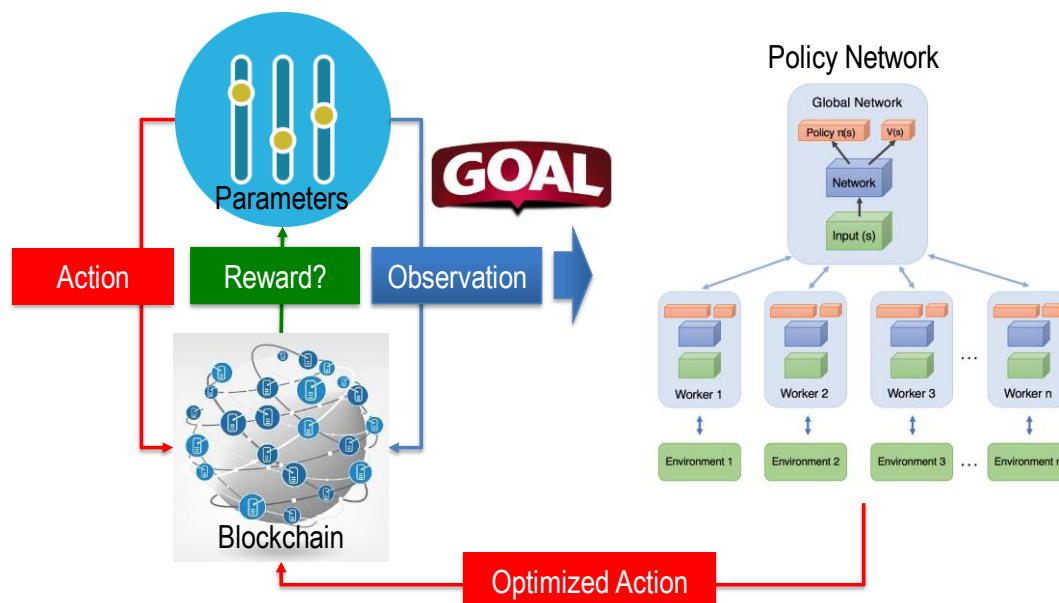 Parameters
GOAL
Action
Reward?
Observation
Blockchain
Optimized Action
Policy Network
Global Network
Policy π(s)
V(s)
Network
Input (s)
Worker 1
Worker 2
Worker 3
...
Worker n
Environment 1
Environment 2
Environment 3
...
Environment n